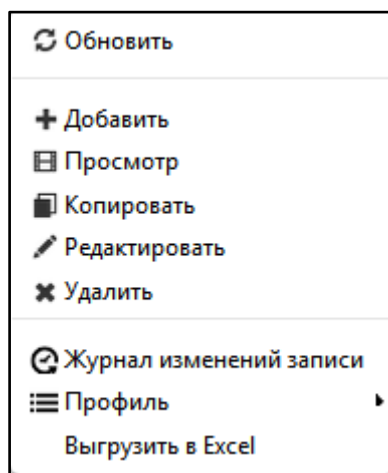 Обновить
Добавить
Просмотр
Копировать
Редактировать
Удалить
Журнал изменений записи
Профиль
Выгрузить в Excel